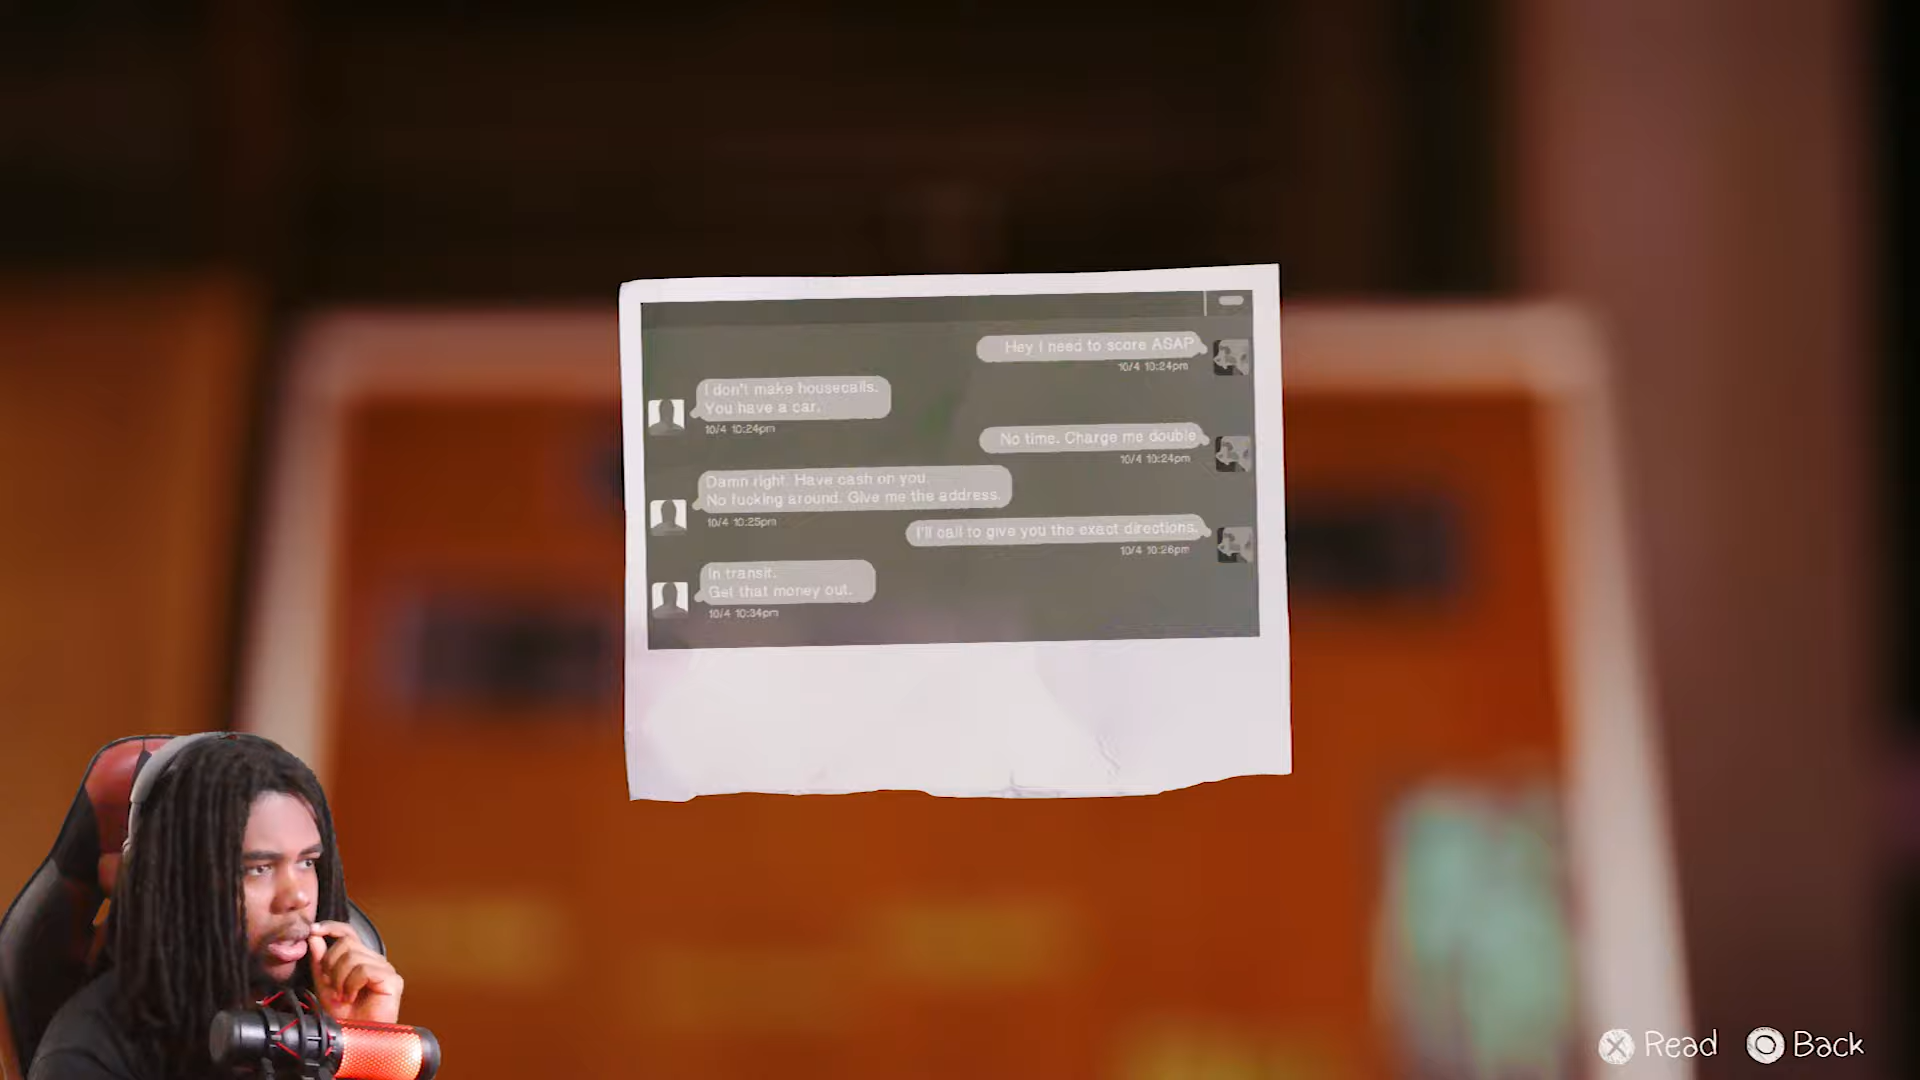 Hey I need to score ASAP
10/4 10:24pm
I don't make housecalls.
You have a car.
10/4 10:24pm
No time. Charge me double
10/4 10:24pm
Damn right. Have cash on you.
No fucking around. Give me the address.
10/4 10:25pm
I'll call to give you the exact directions.
10/4 10:26pm
In transit.
Get that money out.
10/4 10:34pm
Read
Back